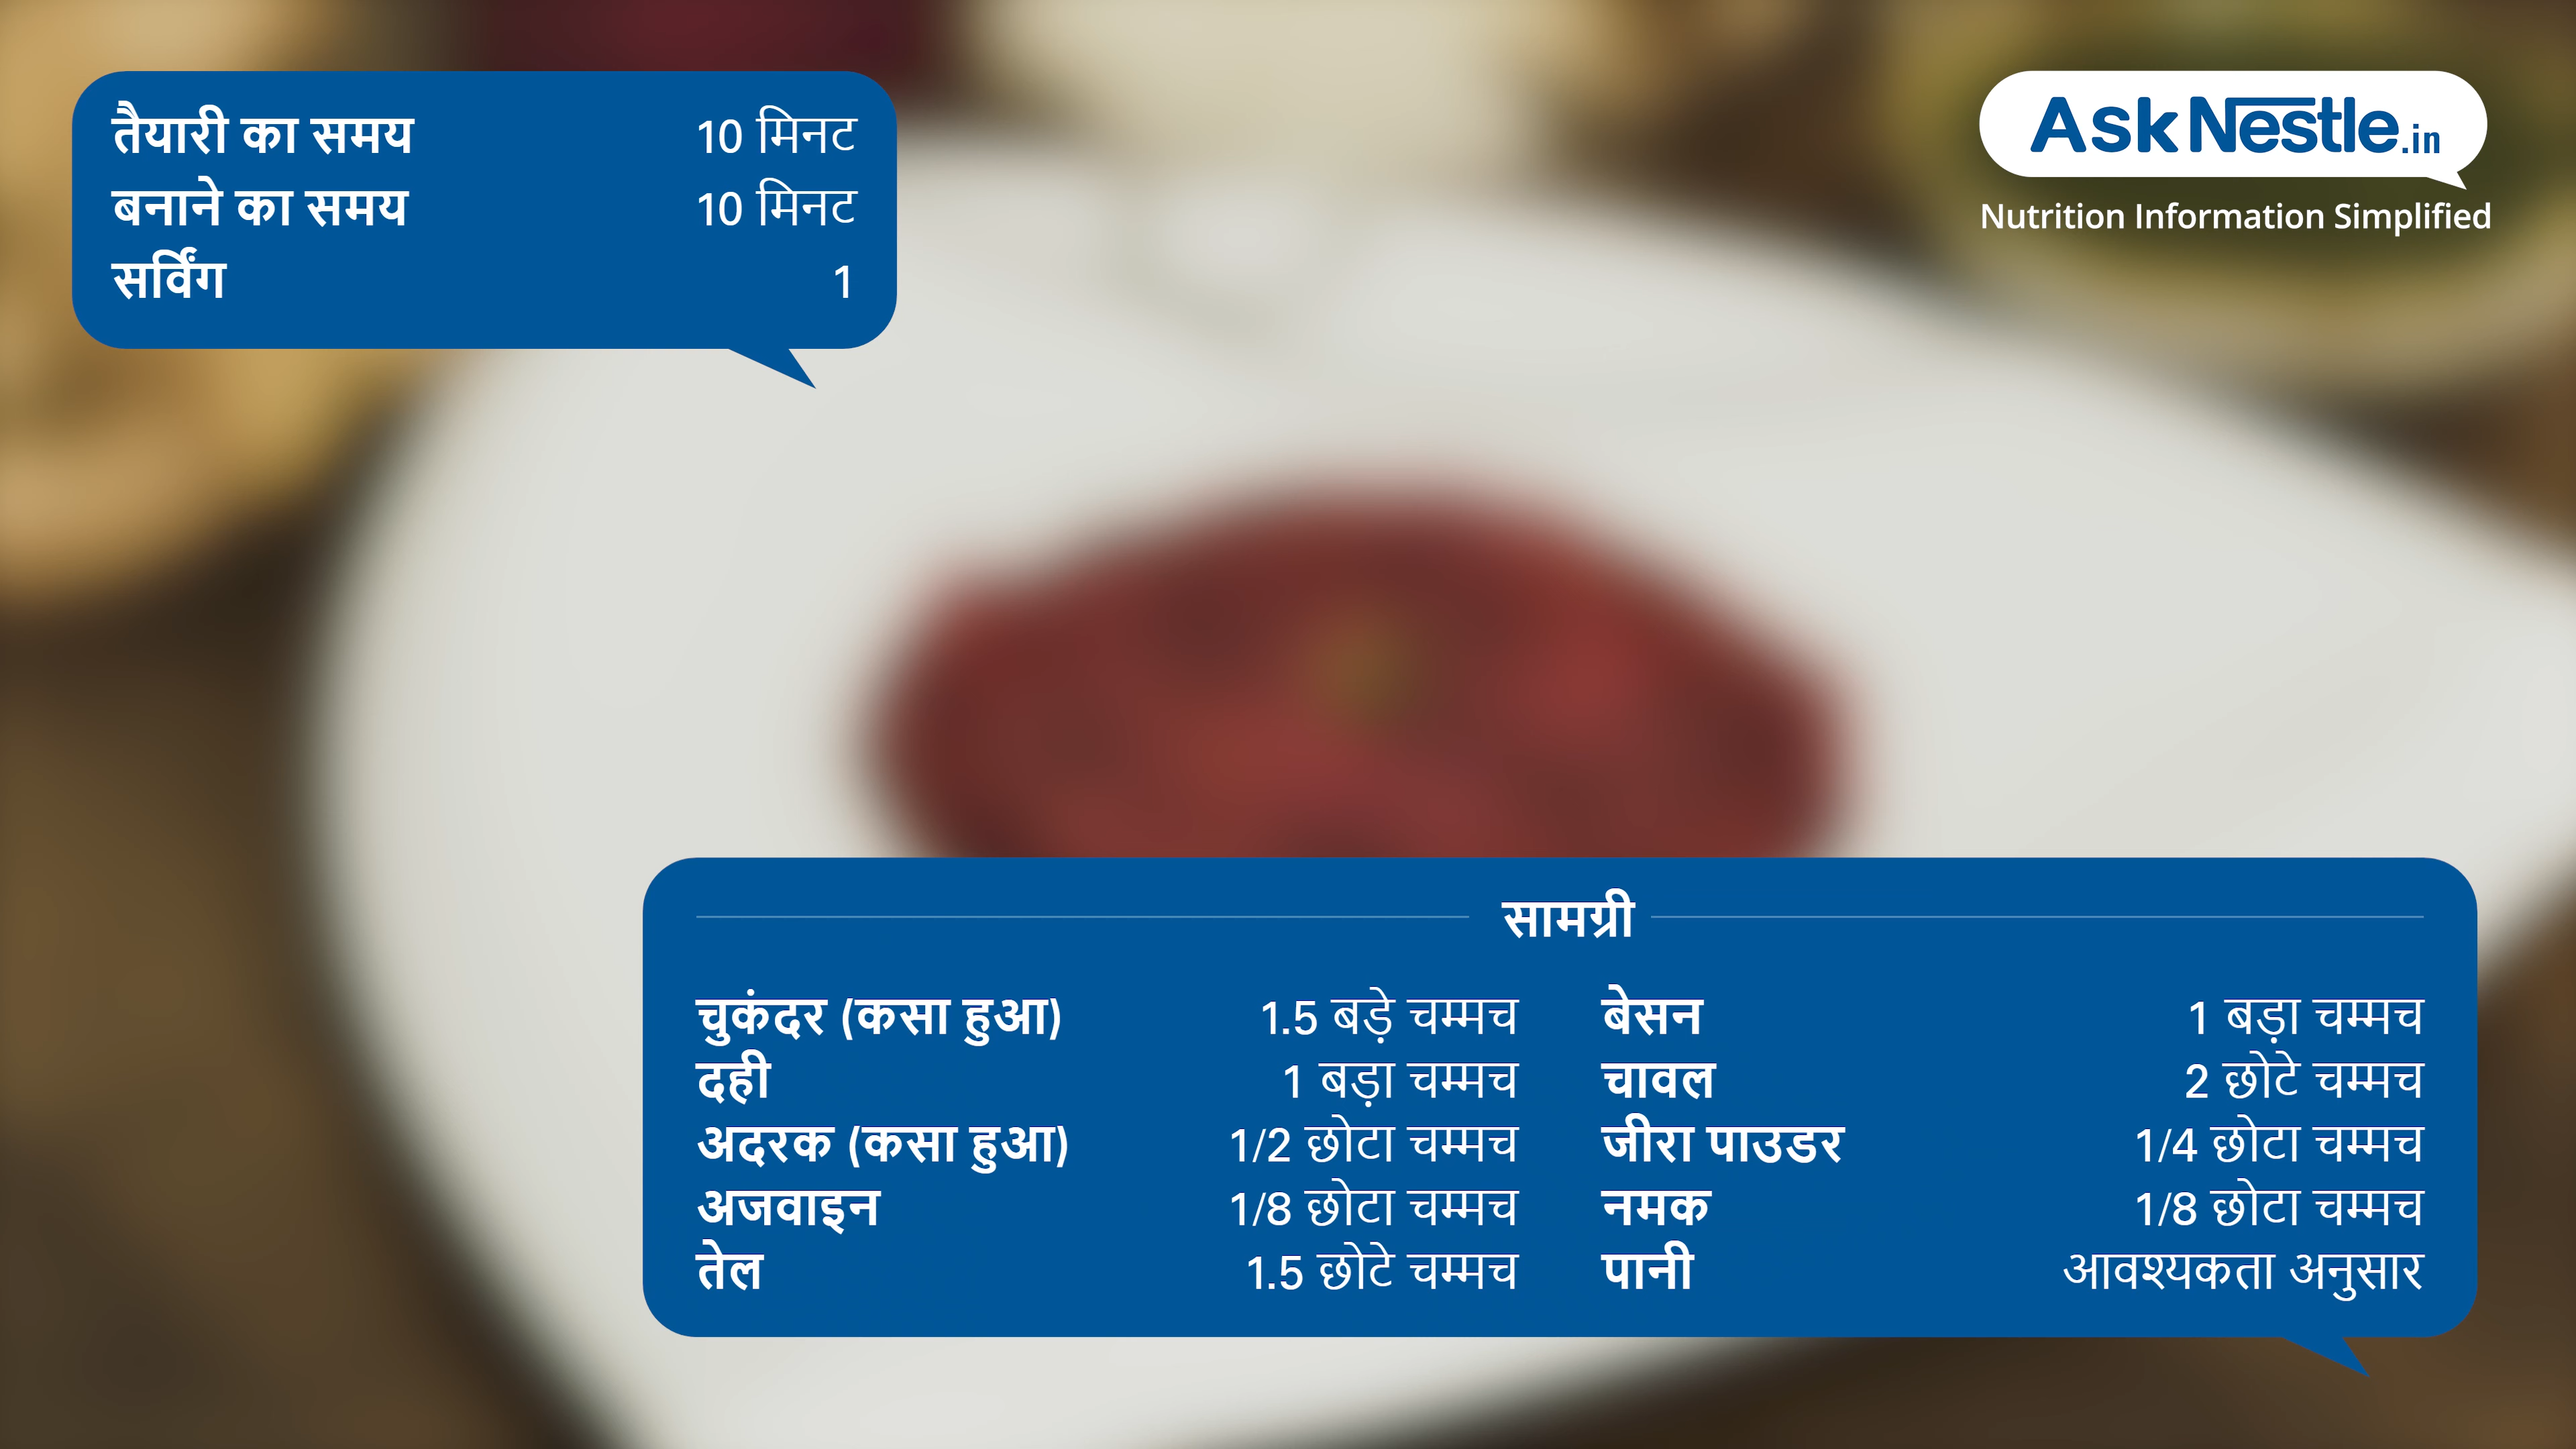 तैयारी का समय 10 मिनट
बनाने का समय 10 मिनट
सर्विंग 1
AskNestle.in
Nutrition Information Simplified
सामग्री
चुकंदर (कसा हुआ) 1.5 बड़े चम्मच बेसन 1 बड़ा चम्मच
दही 1 बड़ा चम्मच चावल 2 छोटे चम्मच
अदरक (कसा हुआ) 1/2 छोटा चम्मच जीरा पाउडर 1/4 छोटा चम्मच
अजवाइन 1/8 छोटा चम्मच नमक 1/8 छोटा चम्मच
तेल 1.5 छोटे चम्मच पानी आवश्यकता अनुसार